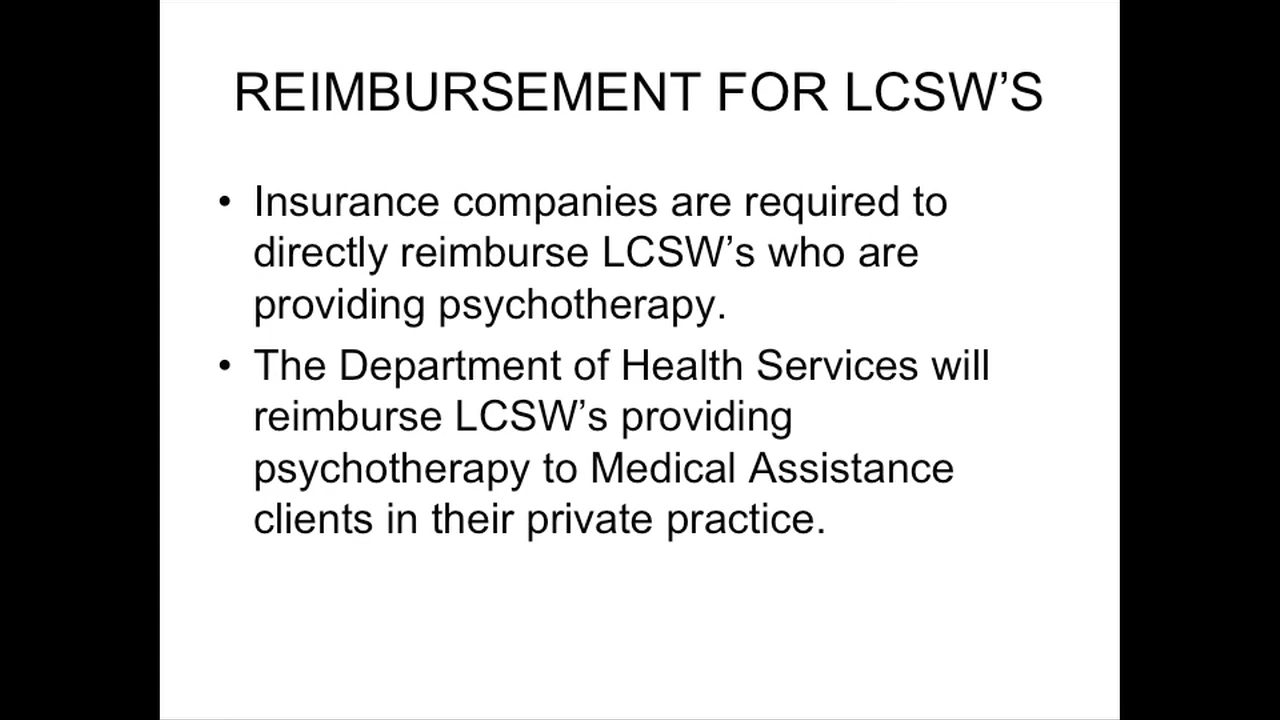 REIMBURSEMENT FOR LCSW’S
• Insurance companies are required to
directly reimburse LCSW’s who are
providing psychotherapy.
• The Department of Health Services will
reimburse LCSW’s providing
psychotherapy to Medical Assistance
clients in their private practice.